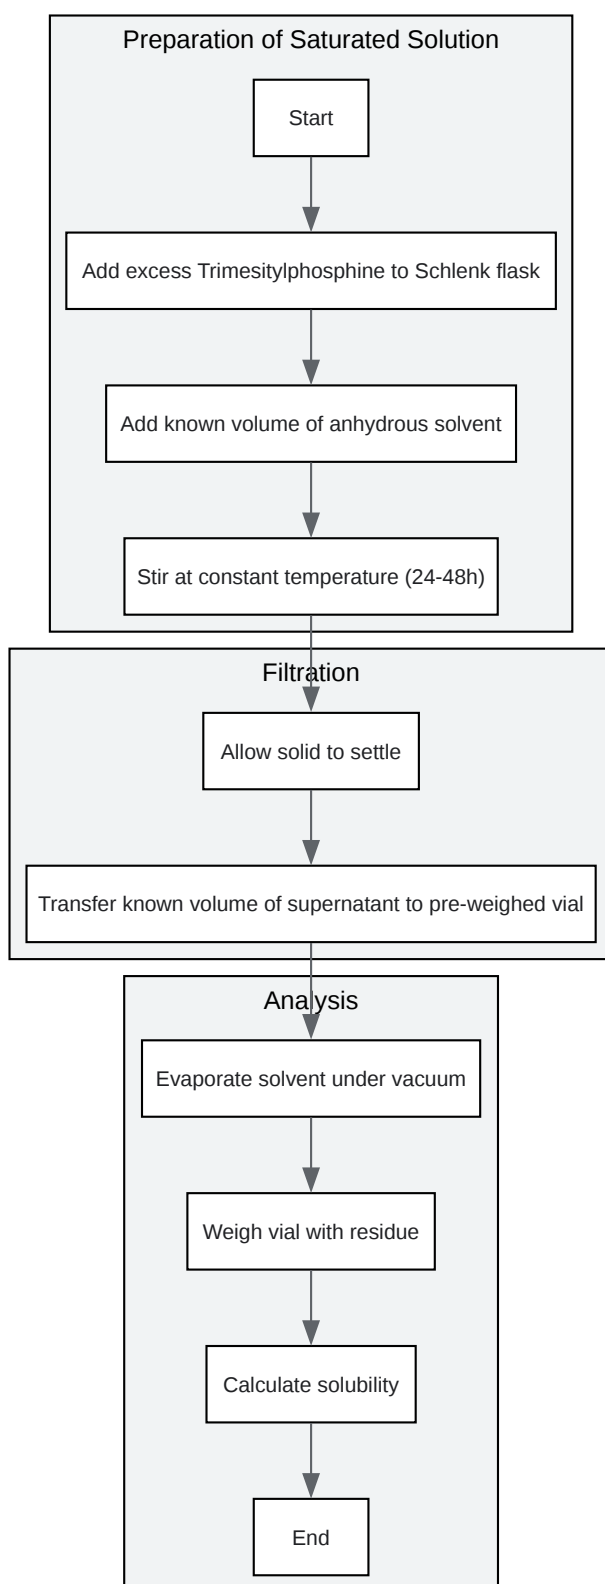 Preparation of Saturated Solution
Start
Add excess Trimesitylphosphine to Schlenk flask
Add known volume of anhydrous solvent
Stir at constant temperature (24-48h)
Filtration
Allow solid to settle
Transfer known volume of supernatant to pre-weighed vial
Analysis
Evaporate solvent under vacuum
Weigh vial with residue
Calculate solubility
End